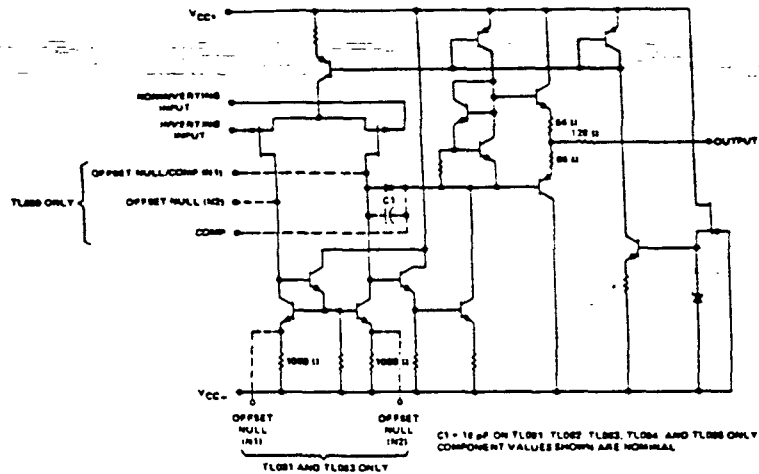 VCC+
NONINVERTING
INPUT
INVERTING
INPUT
64 Ω
128 Ω
OUTPUT
OFFSET NULL/COMP (N1)
TL080 ONLY
OFFSET NULL (N2)
C1
COMP
1080 Ω
1080 Ω
VCC-
OFFSET
NULL
(N1)
OFFSET
NULL
(N2)
C1 = 18 pF ON TL081, TL082, TL083, TL084, AND TL085 ONLY
COMPONENT VALUES SHOWN ARE NOMINAL
TL081 AND TL083 ONLY